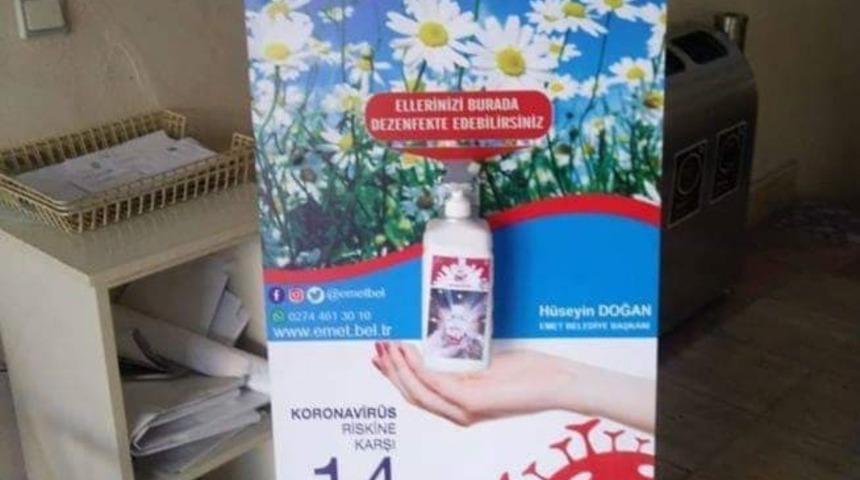 ELLERİNİZİ BURADA
DEZENFEKTE EDEBİLİRSİNİZ
@emetbel
0274 461 30 10
www.emet.bel.tr
Hüseyin DOĞAN
EMET BELEDİYE BAŞKANI
KORONAVİRÜS
RİSKİNE
KARŞI
14